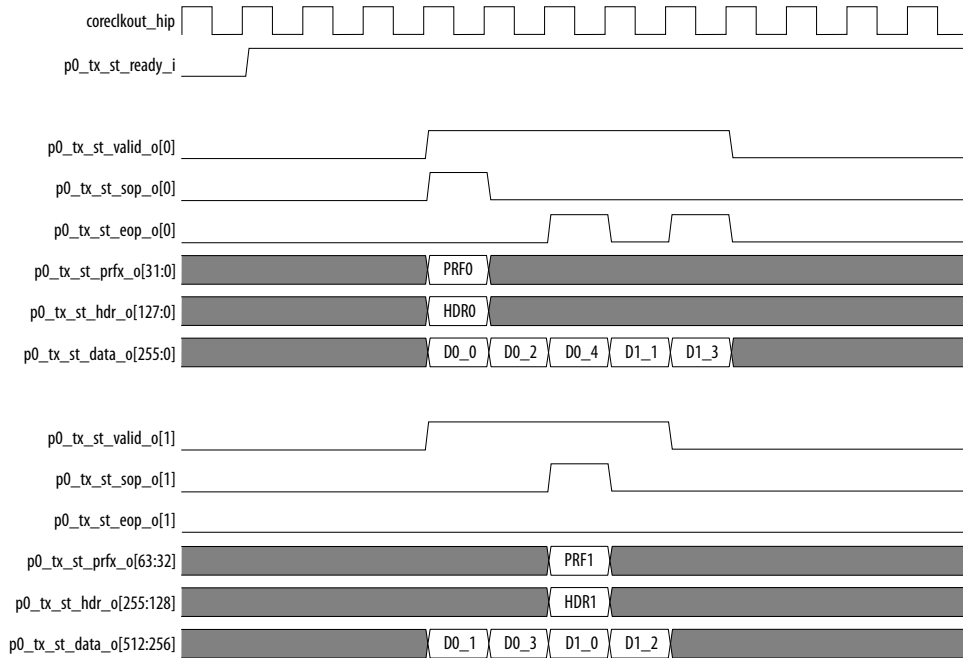 coreclkout_hip
p0_tx_st_ready_i
p0_tx_st_valid_o[0]
p0_tx_st_sop_o[0]
p0_tx_st_eop_o[0]
p0_tx_st_prfx_o[31:0] PRF0
p0_tx_st_hdr_o[127:0] HDR0
p0_tx_st_data_o[255:0] D0_0 D0_2 D0_4 D1_1 D1_3
p0_tx_st_valid_o[1]
p0_tx_st_sop_o[1]
p0_tx_st_eop_o[1]
p0_tx_st_prfx_o[63:32] PRF1
p0_tx_st_hdr_o[255:128] HDR1
p0_tx_st_data_o[512:256] D0_1 D0_3 D1_0 D1_2